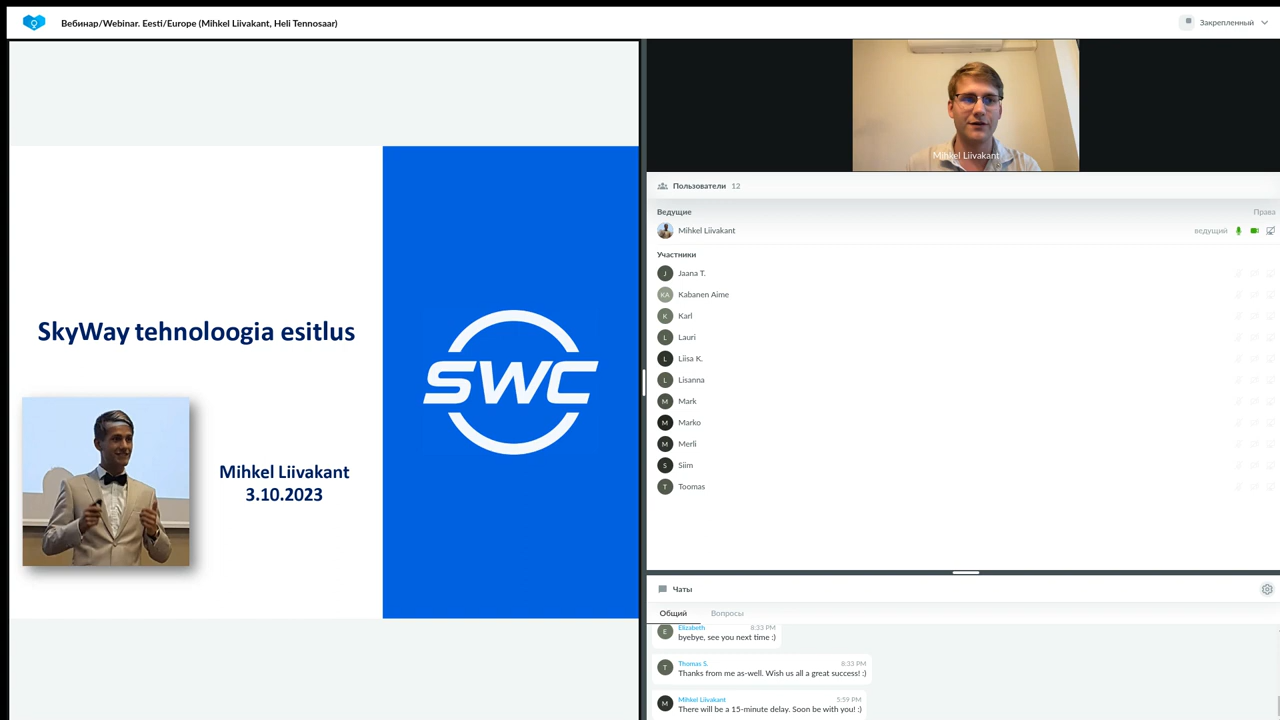 Вебинар/Webinar. Eesti/Europe (Mihkel Liivakant, Heli Tennosaar)
Закрепленный
SkyWay tehnoloogia esitlus
Mihkel Liivakant
3.10.2023
SWC
Mihkel Liivakant
Пользователи 12
Ведущие Права
Mihkel Liivakant ведущий
Участники
J Jaana T.
KA Kabanen Aime
K Karl
L Lauri
L Liisa K.
L Lisanna
M Mark
M Marko
M Merli
S Siim
T Toomas
Чаты
Общий Вопросы
E Elizabeth 8:33 PM
byebye, see you next time :)
T Thomas S. 8:33 PM
Thanks from me as-well. Wish us all a great success! :)
M Mihkel Liivakant 5:59 PM
There will be a 15-minute delay. Soon be with you! :)